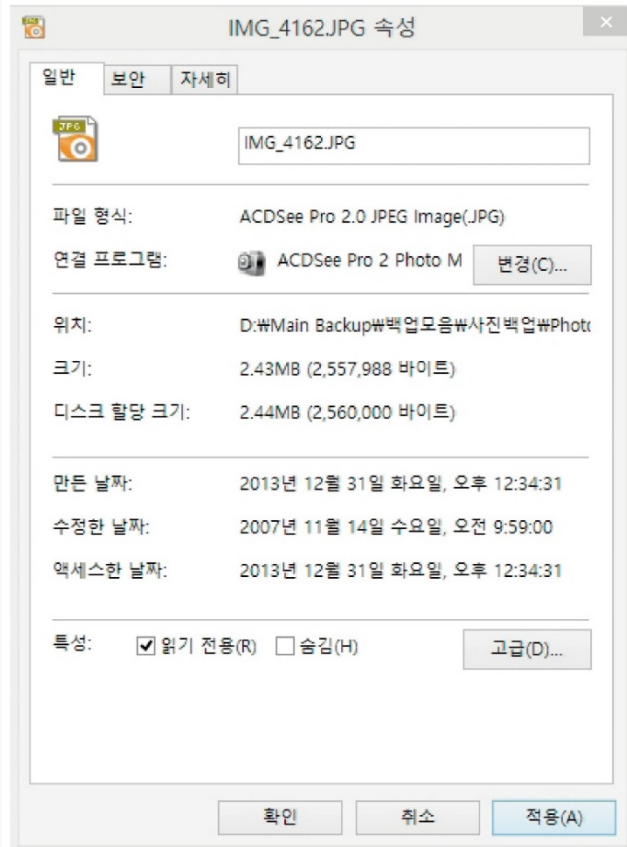 IMG_4162.JPG 속성
일반 보안 자세히
JPG
IMG_4162.JPG
파일 형식: ACDSee Pro 2.0 JPEG Image(.JPG)
연결 프로그램: ACDSee Pro 2 Photo M 변경(C)...
위치: D:₩Main Backup₩백업모음₩사진백업₩Photo
크기: 2.43MB (2,557,988 바이트)
디스크 할당 크기: 2.44MB (2,560,000 바이트)
만든 날짜: 2013년 12월 31일 화요일, 오후 12:34:31
수정한 날짜: 2007년 11월 14일 수요일, 오전 9:59:00
액세스한 날짜: 2013년 12월 31일 화요일, 오후 12:34:31
특성: 읽기 전용(R) 숨김(H) 고급(D)...
확인 취소 적용(A)